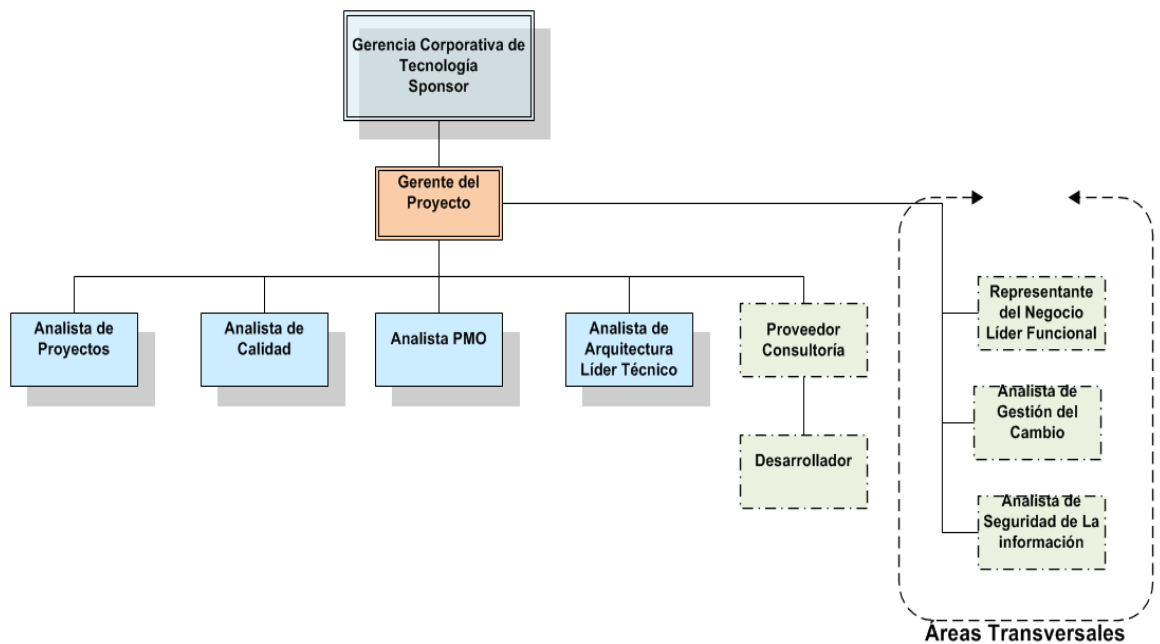 Gerencia Corporativa de
Tecnología
Sponsor
Gerente del
Proyecto
Analista de
Proyectos
Analista de
Calidad
Analista PMO
Analista de
Arquitectura
Líder Técnico
Proveedor
Consultoría
Desarrollador
Representante
del Negocio
Líder Funcional
Analista de
Gestión del
Cambio
Analista de
Seguridad de La
información
Áreas Transversales